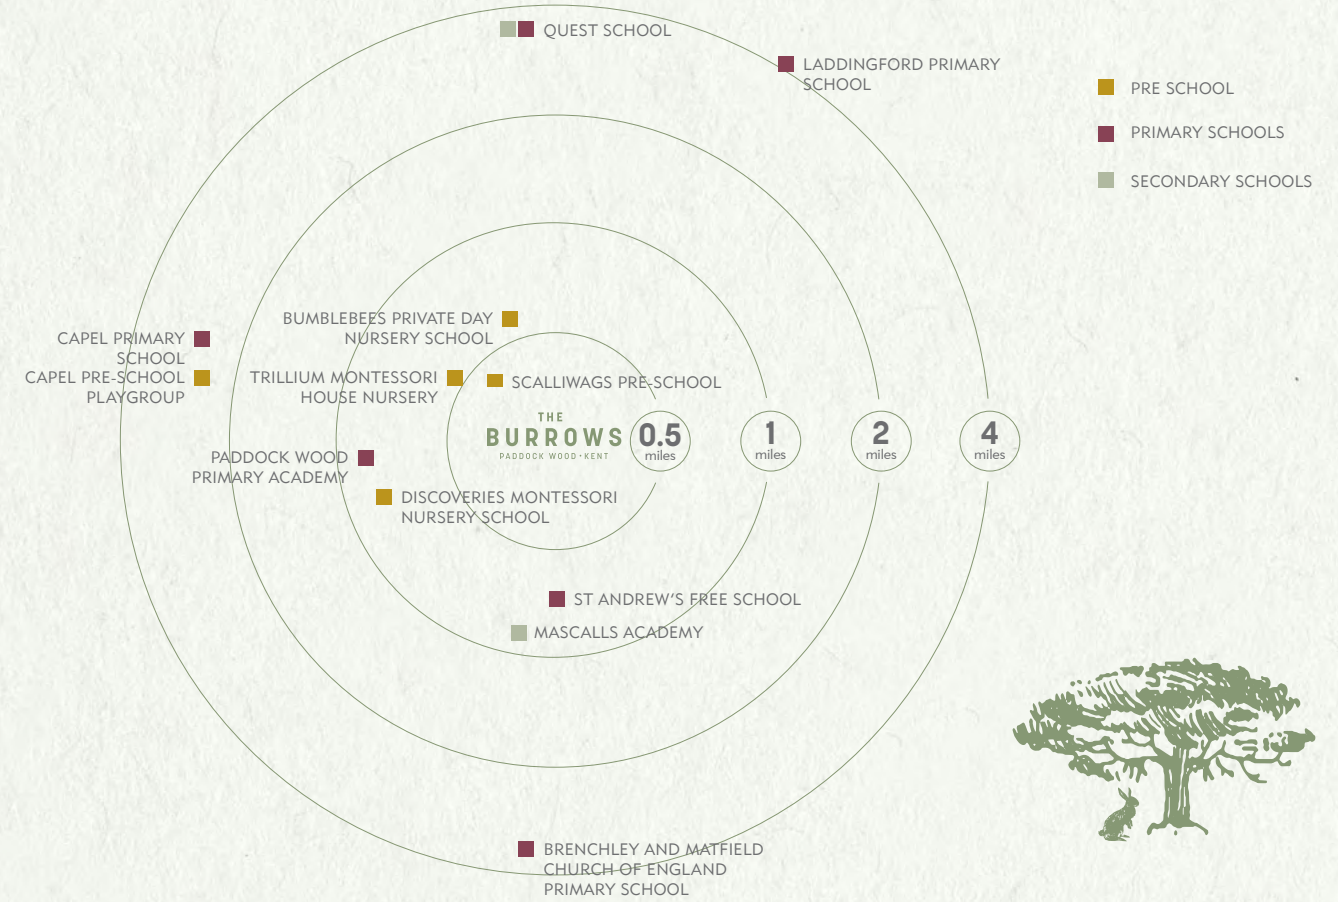 QUEST SCHOOL
LADDINGFORD PRIMARY
SCHOOL
PRE SCHOOL
PRIMARY SCHOOLS
SECONDARY SCHOOLS
BUMBLEBEES PRIVATE DAY
NURSERY SCHOOL
CAPEL PRIMARY
SCHOOL
CAPEL PRE-SCHOOL
PLAYGROUP
TRILLIUM MONTESSORI
HOUSE NURSERY
SCALLIWAGS PRE-SCHOOL
THE
BURROWS
PADDOCK WOOD • KENT
0.5
miles
1
miles
2
miles
4
miles
PADDOCK WOOD
PRIMARY ACADEMY
DISCOVERIES MONTESSORI
NURSERY SCHOOL
ST ANDREW’S FREE SCHOOL
MASCALLS ACADEMY
BRENCHLEY AND MATFIELD
CHURCH OF ENGLAND
PRIMARY SCHOOL